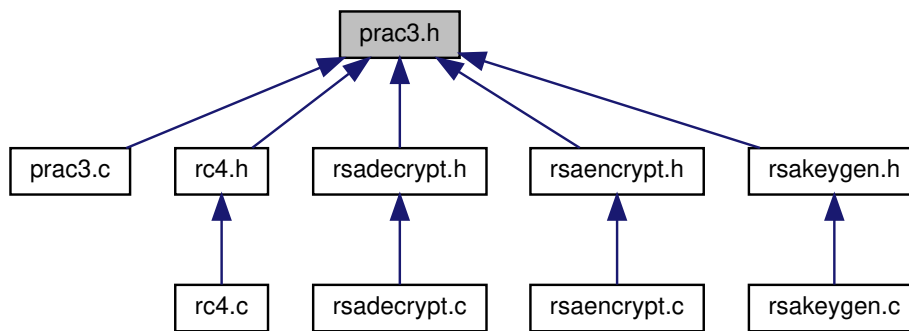 prac3.h
prac3.c
rc4.h
rsadecrypt.h
rsaencrypt.h
rsakeygen.h
rc4.c
rsadecrypt.c
rsaencrypt.c
rsakeygen.c